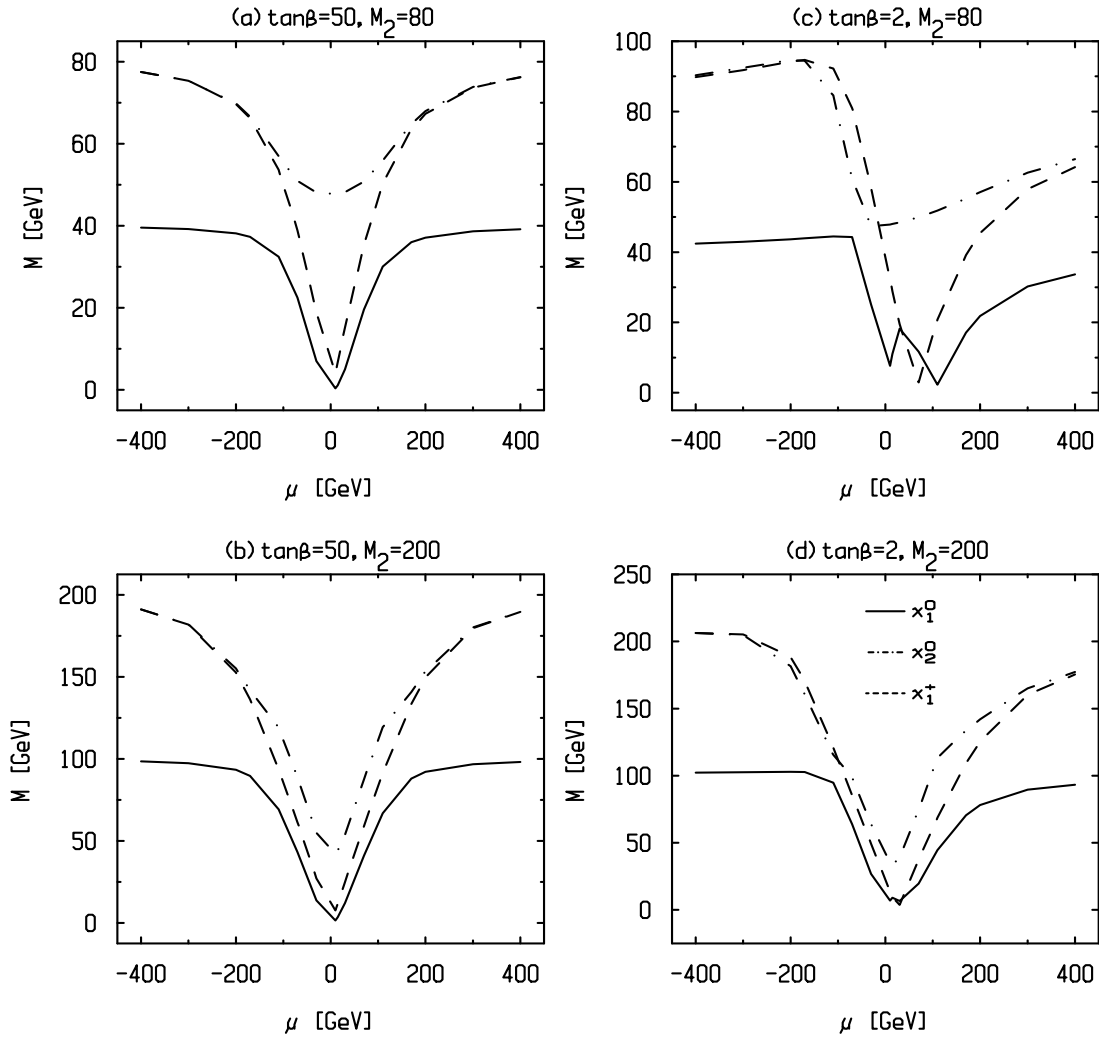 (a) tanβ=50, M₂=80
M [GeV]
80
60
40
20
0
-400 -200 0 200 400
μ [GeV]
(c) tanβ=2, M₂=80
M [GeV]
100
80
60
40
20
0
-400 -200 0 200 400
μ [GeV]
(b) tanβ=50, M₂=200
M [GeV]
200
150
100
50
0
-400 -200 0 200 400
μ [GeV]
(d) tanβ=2, M₂=200
M [GeV]
250
200
150
100
50
0
x₁⁰
x₂⁰
x₁⁺
-400 -200 0 200 400
μ [GeV]